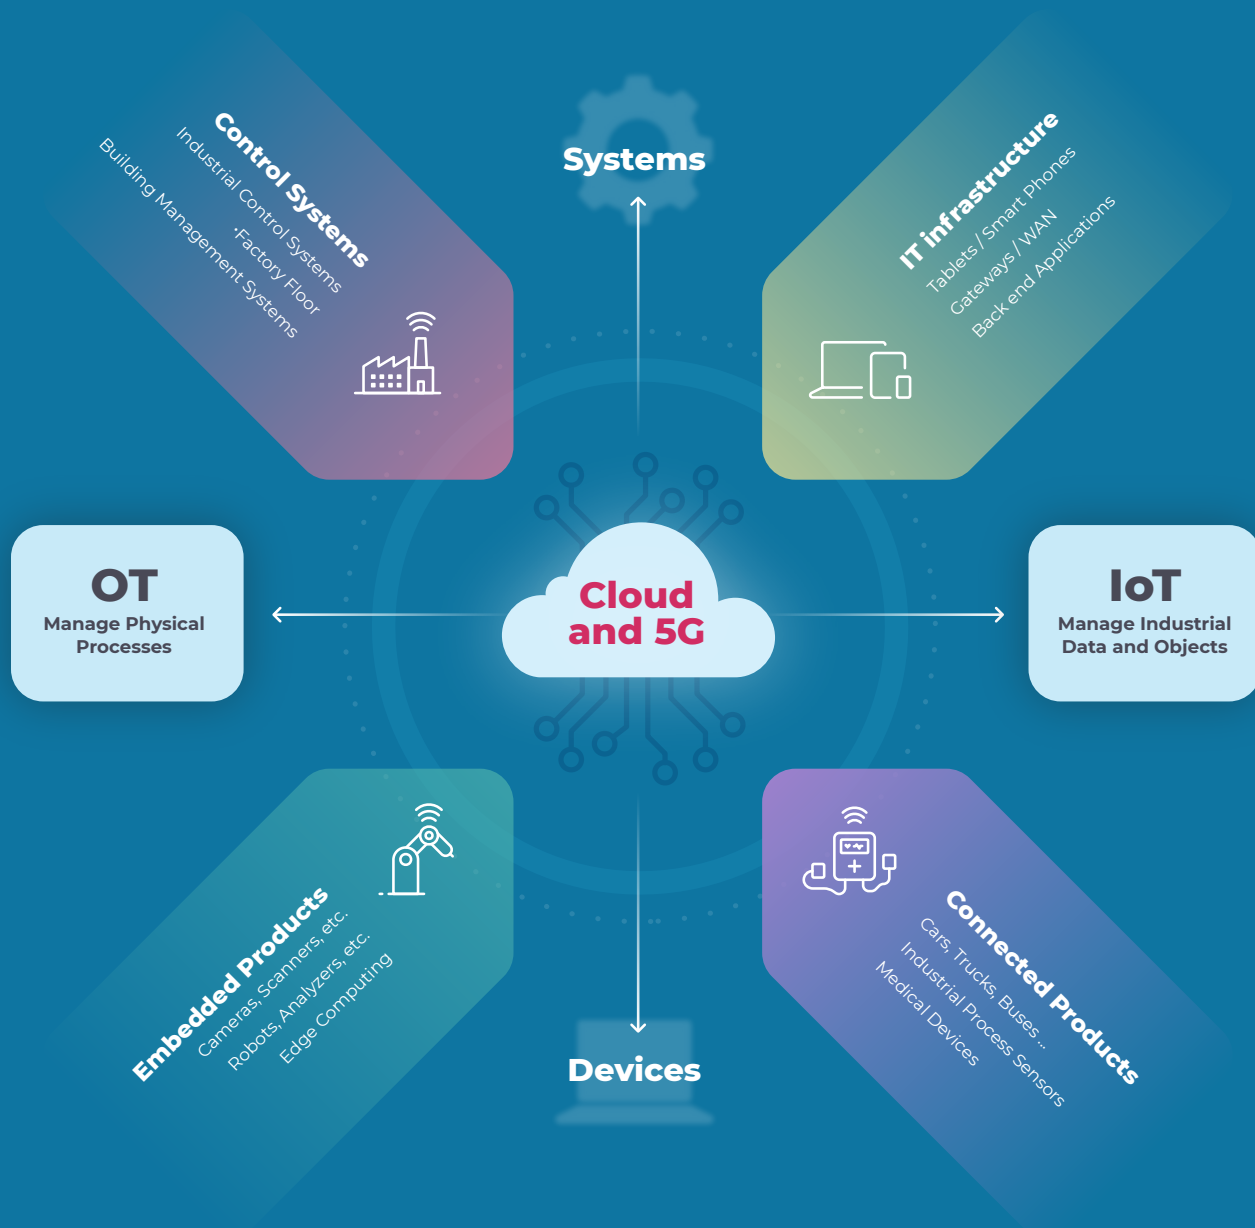 Control Systems
Industrial Control Systems
·Factory Floor
Building Management Systems
Systems
IT infrastructure
Tablets / Smart Phones
Gateways / WAN
Back end Applications
OT
Manage Physical
Processes
Cloud
and 5G
IoT
Manage Industrial
Data and Objects
Embedded Products
Cameras, Scanners, etc.
Robots, Analyzers, etc.
Edge Computing
Devices
Connected Products
Cars, Trucks, Buses ...
Industrial Process Sensors
Medical Devices